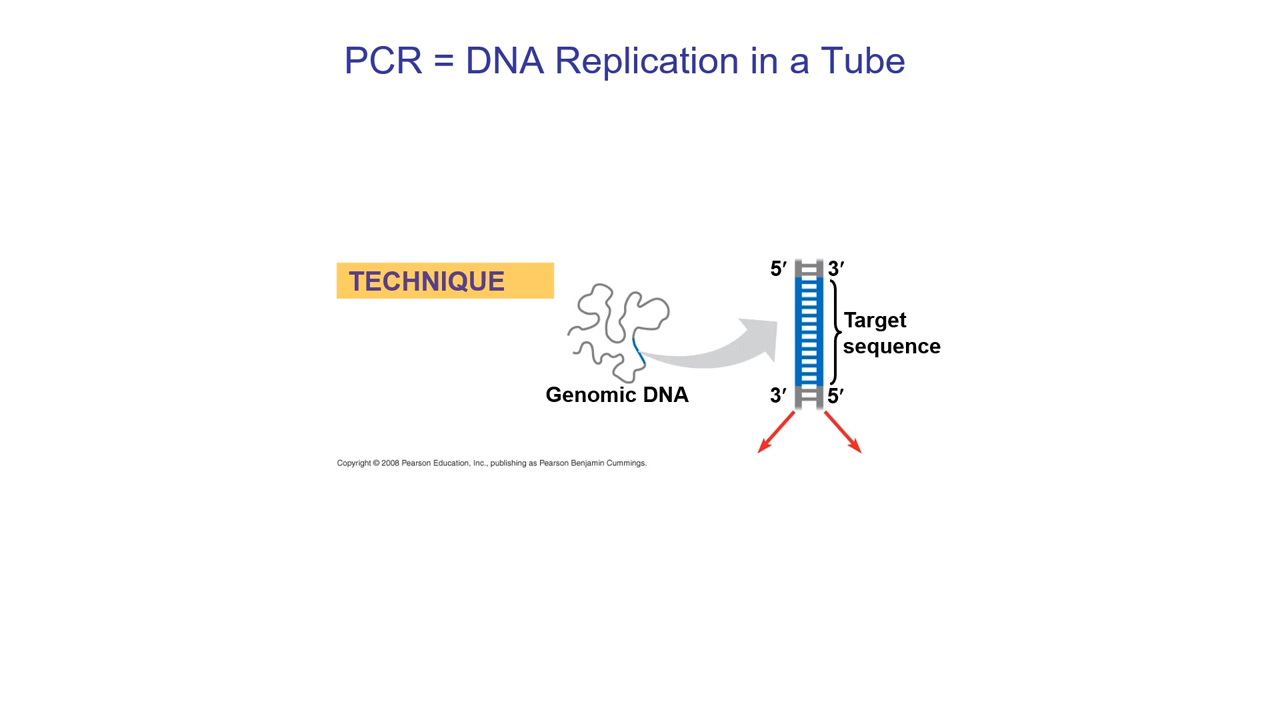 PCR = DNA Replication in a Tube
TECHNIQUE
5′ 3′
Target
sequence
Genomic DNA
3′ 5′
Copyright © 2008 Pearson Education, Inc., publishing as Pearson Benjamin Cummings.